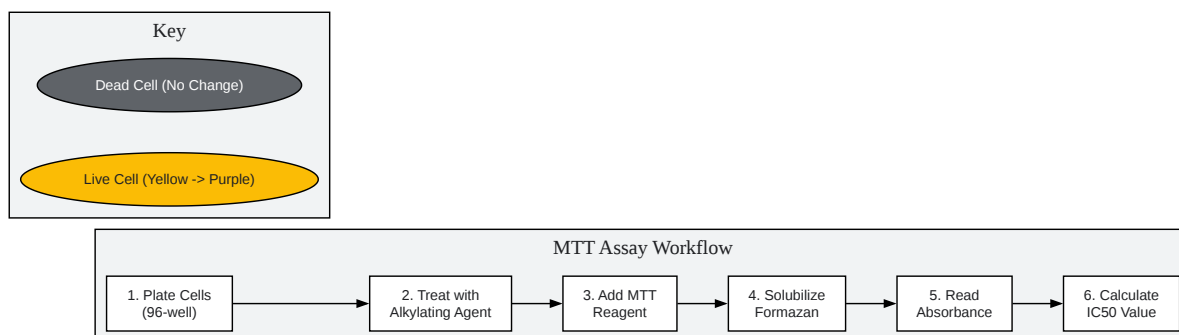 Key
Dead Cell (No Change)
Live Cell (Yellow -> Purple)
MTT Assay Workflow
1. Plate Cells
(96-well)
2. Treat with
Alkylating Agent
3. Add MTT
Reagent
4. Solubilize
Formazan
5. Read
Absorbance
6. Calculate
IC50 Value